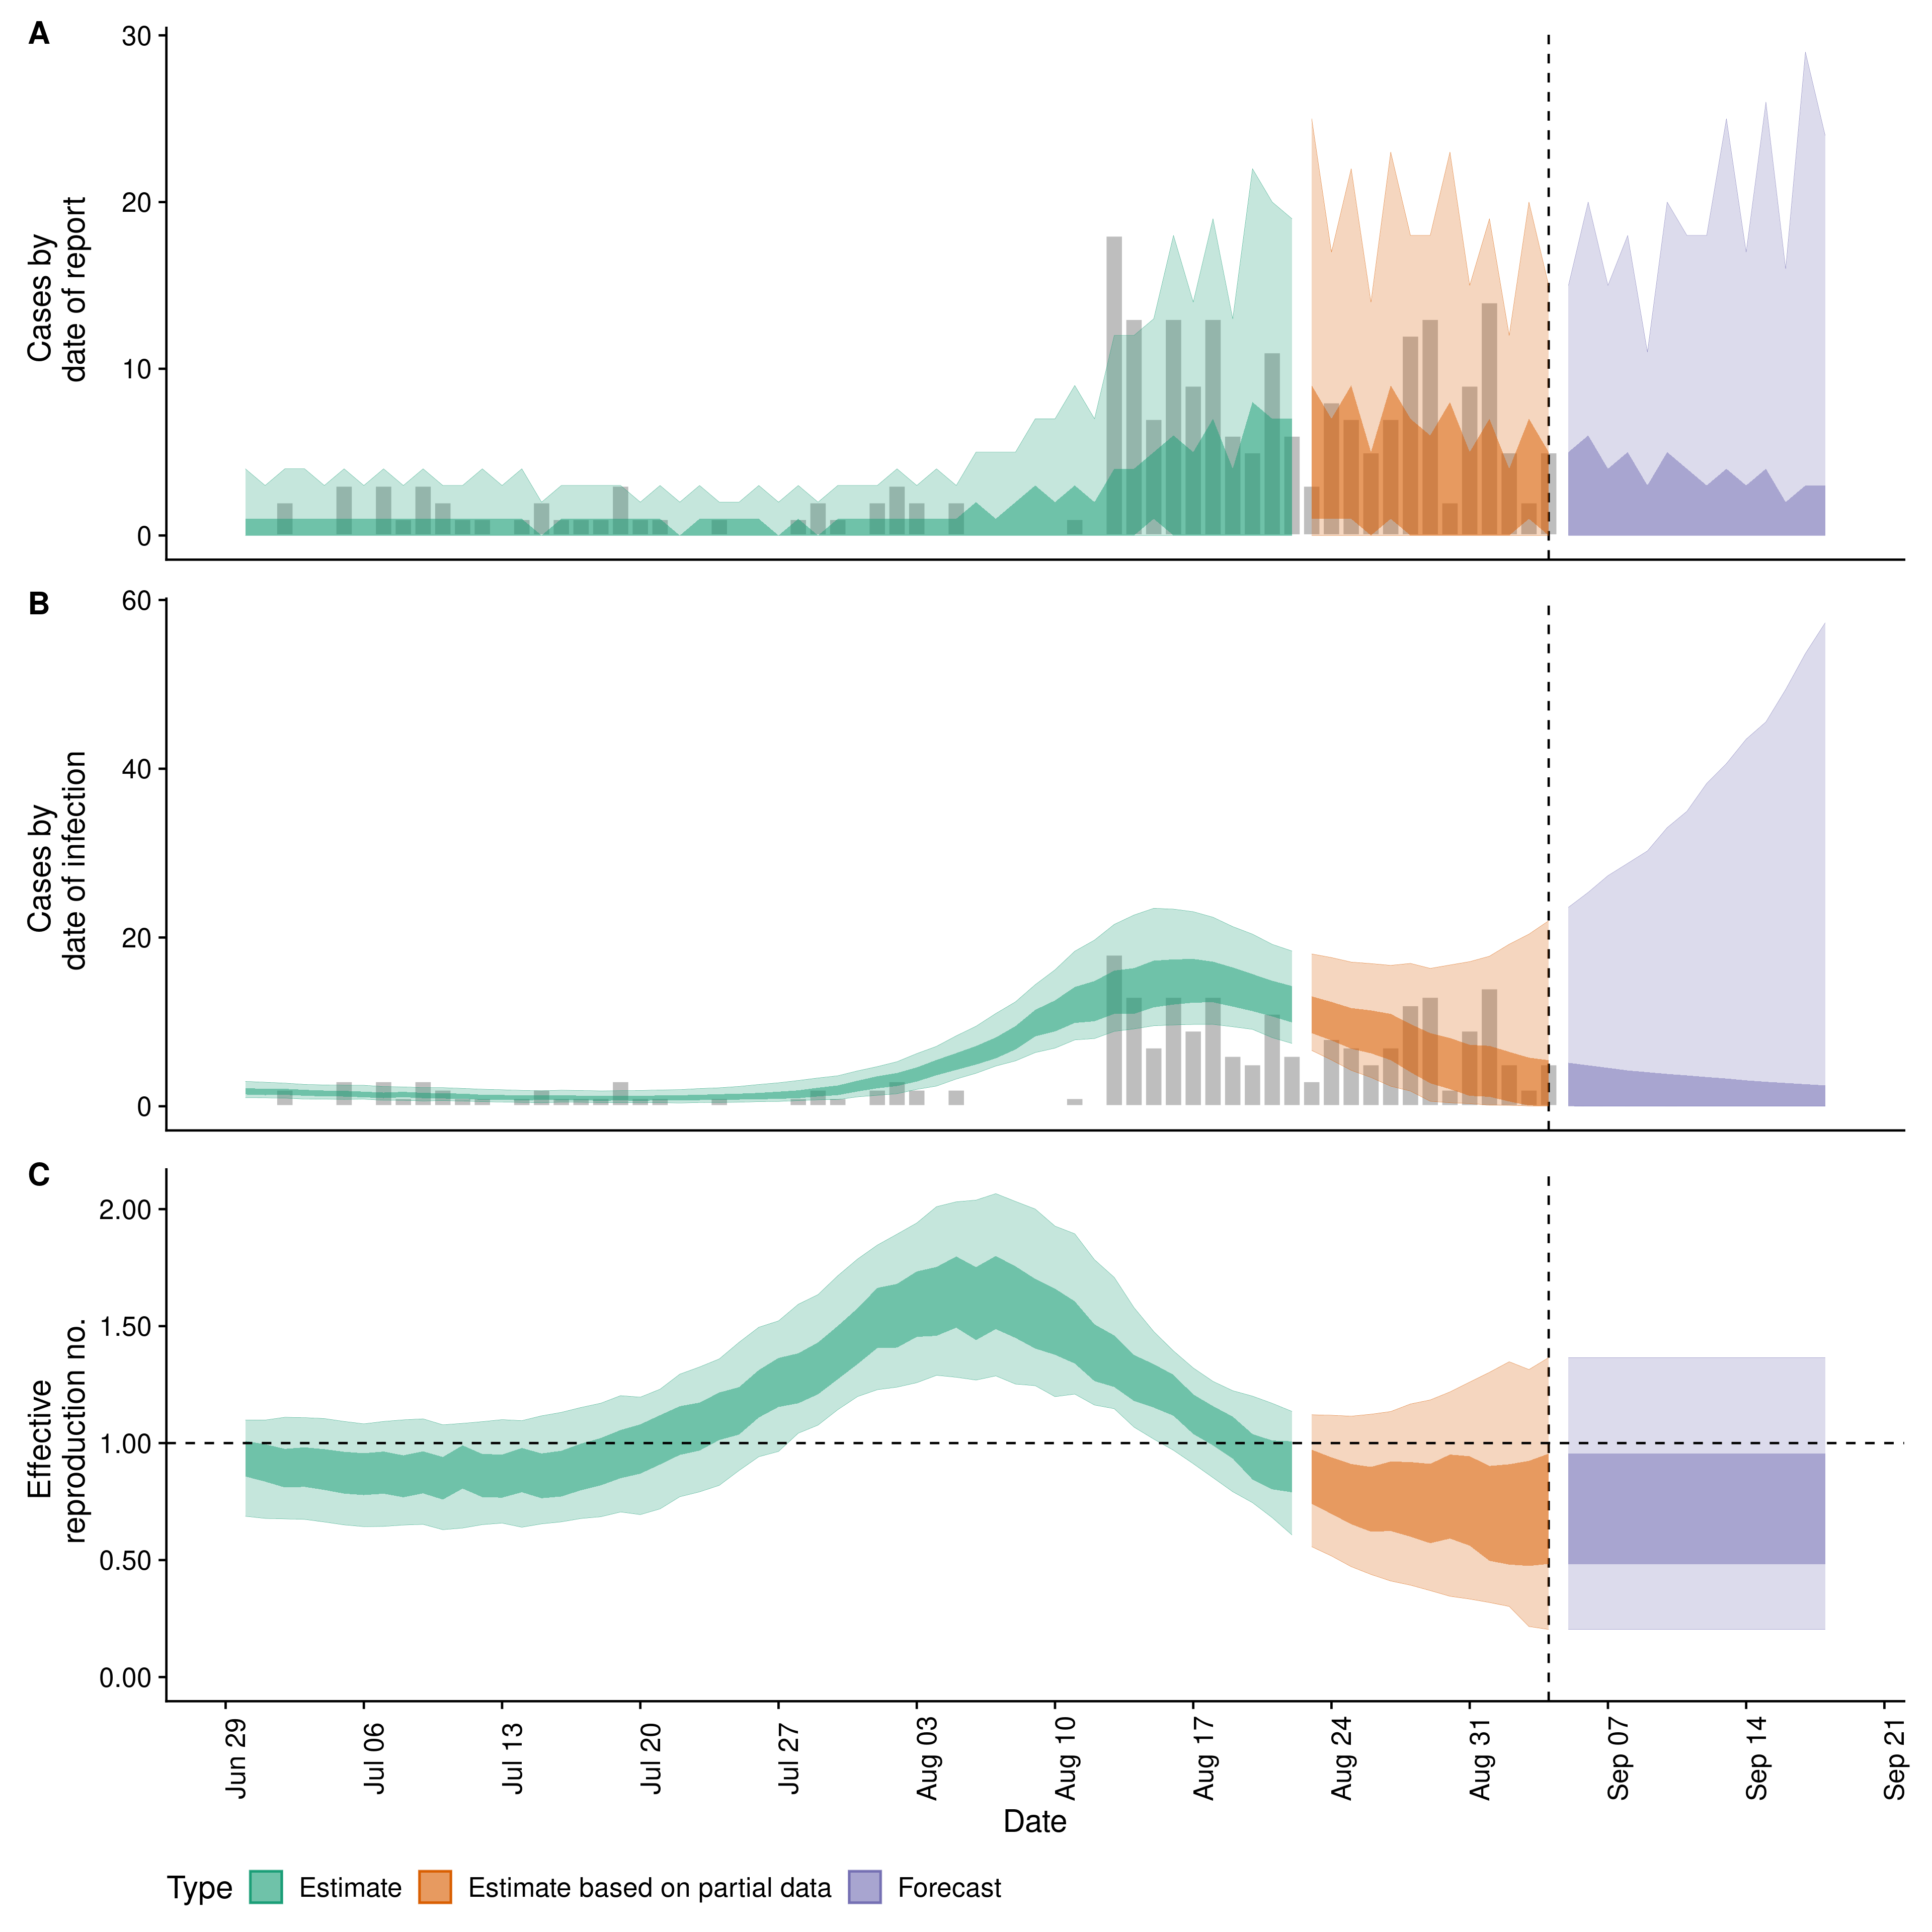 A
Cases by
date of report
30
20
10
0
B
Cases by
date of infection
60
40
20
0
C
Effective
reproduction no.
2.00
1.50
1.00
0.50
0.00
Jun 29
Jul 06
Jul 13
Jul 20
Jul 27
Aug 03
Aug 10
Aug 17
Aug 24
Aug 31
Sep 07
Sep 14
Sep 21
Date
Type Estimate Estimate based on partial data Forecast